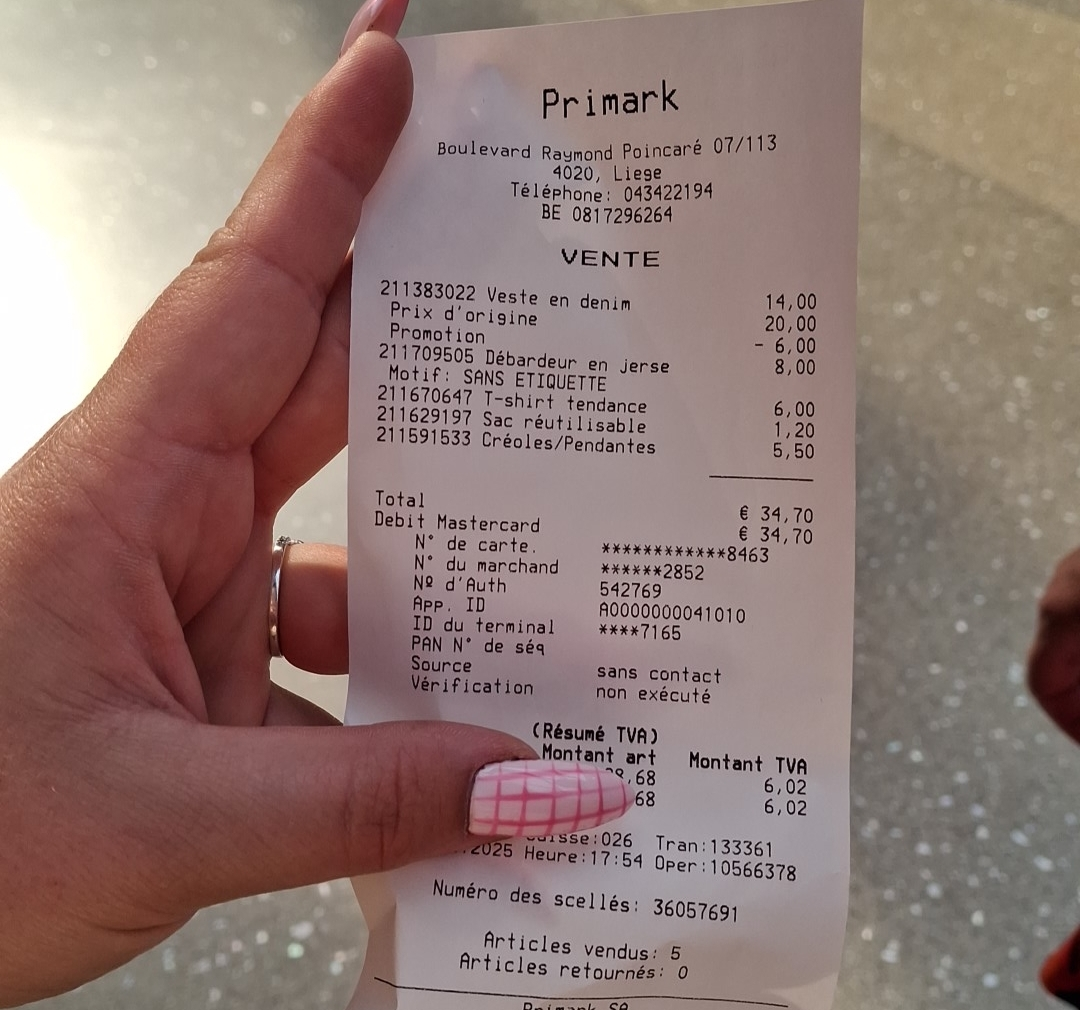 Primark
Boulevard Raymond Poincaré 07/113
4020, Liege
Téléphone: 043422194
BE 0817296264
VENTE
211383022 Veste en denim 14,00
Prix d'origine 20,00
Promotion - 6,00
211709505 Débardeur en jerse 8,00
Motif: SANS ETIQUETTE
211670647 T-shirt tendance 6,00
211629197 Sac réutilisable 1,20
211591533 Créoles/Pendantes 5,50
Total € 34,70
Debit Mastercard € 34,70
N° de carte. ************8463
N° du marchand ******2852
Nº d'Auth 542769
App. ID A0000000041010
ID du terminal ****7165
PAN N° de séq
Source sans contact
Vérification non exécuté
(Résumé TVA)
Montant art Montant TVA
8,68 6,02
68 6,02
:026 Tran:133361
2025 Heure:17:54 Oper:10566378
Numéro des scellés: 36057691
Articles vendus: 5
Articles retournés: 0
Primark SA